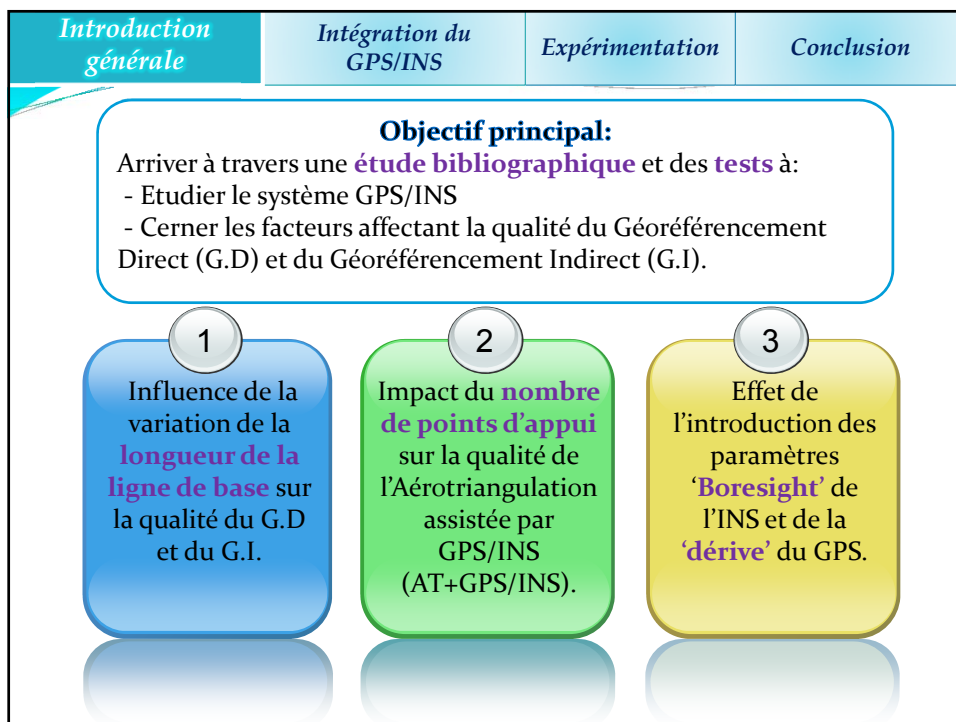 Introduction
générale
Intégration du
GPS/INS
Expérimentation
Conclusion
Objectif principal:
Arriver à travers une étude bibliographique et des tests à:
- Etudier le système GPS/INS
- Cerner les facteurs affectant la qualité du Géoréférencement
Direct (G.D) et du Géoréférencement Indirect (G.I).
1
Influence de la
variation de la
longueur de la
ligne de base sur
la qualité du G.D
et du G.I.
2
Impact du nombre
de points d’appui
sur la qualité de
l’Aérotriangulation
assistée par
GPS/INS
(AT+GPS/INS).
3
Effet de
l’introduction des
paramètres
‘Boresight’ de
l’INS et de la
‘dérive’ du GPS.